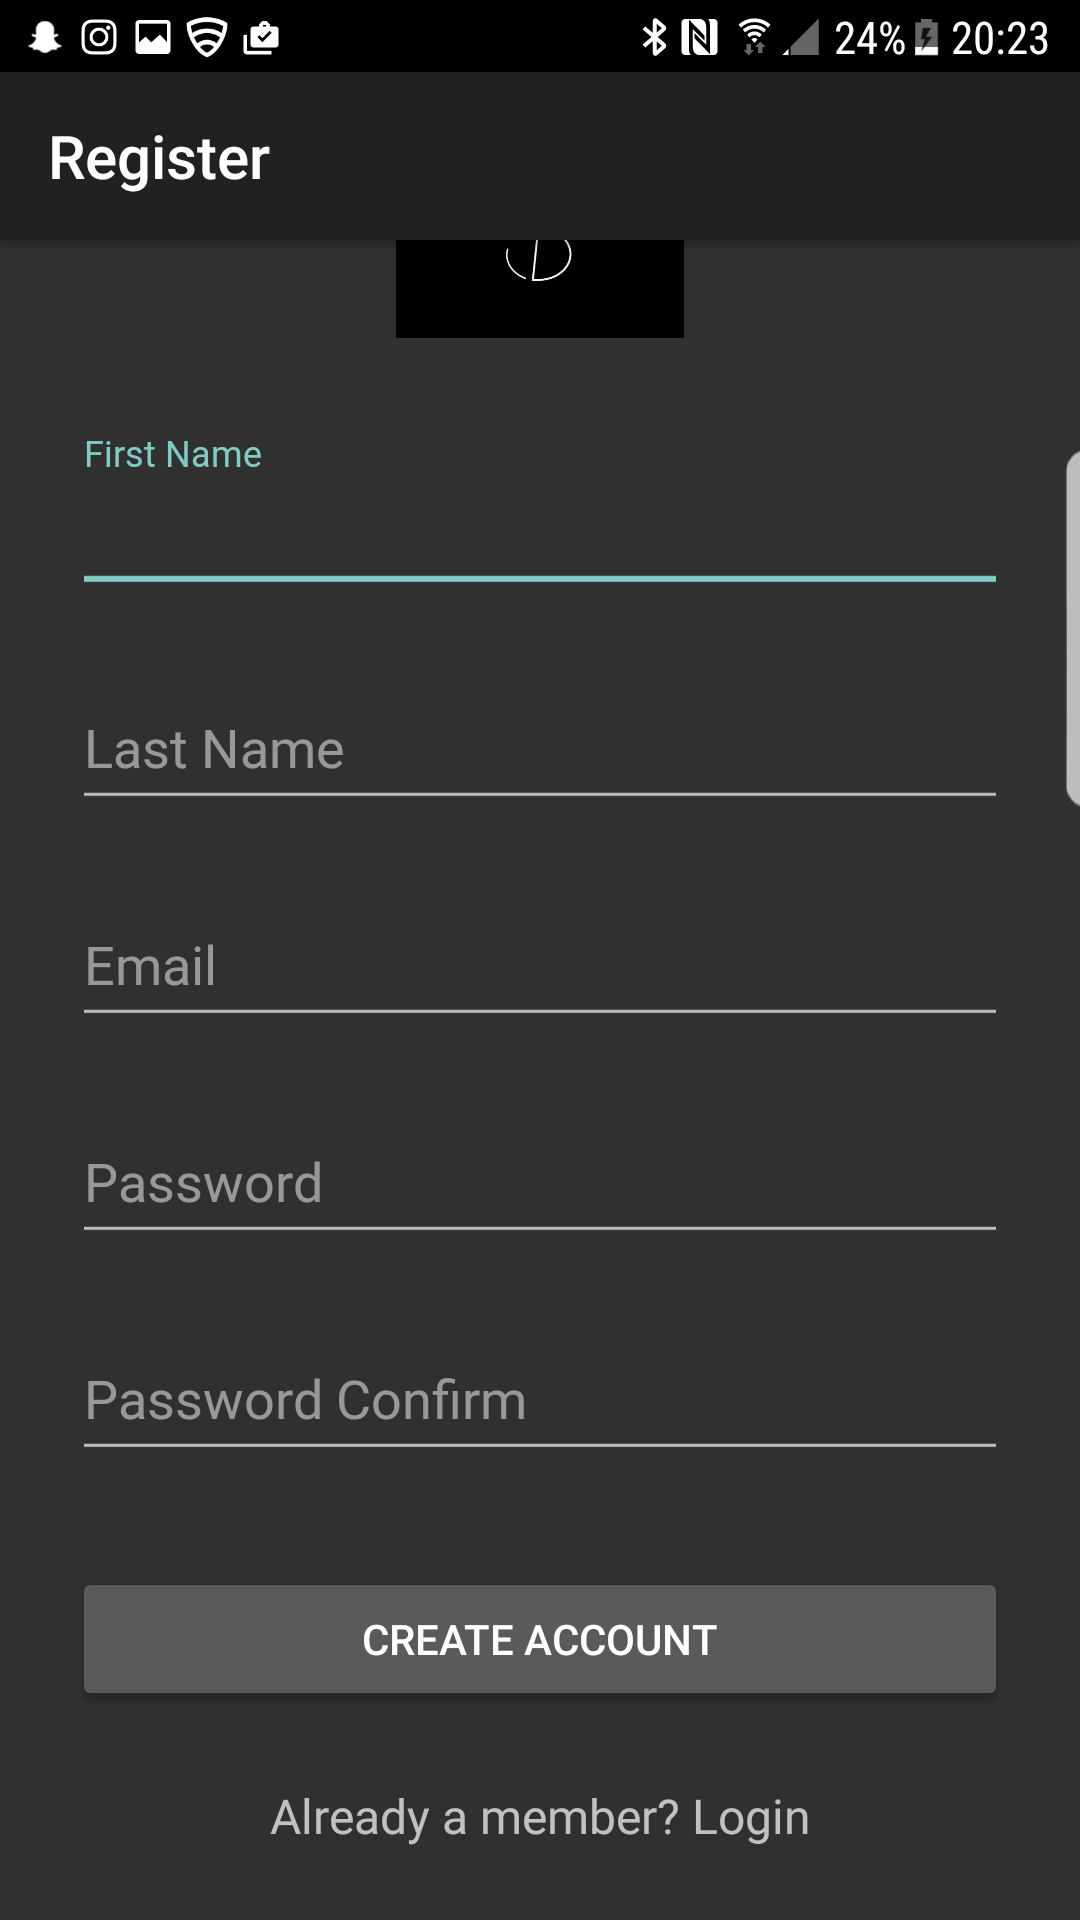 24% 20:23
Register
First Name
Last Name
Email
Password
Password Confirm
CREATE ACCOUNT
Already a member? Login